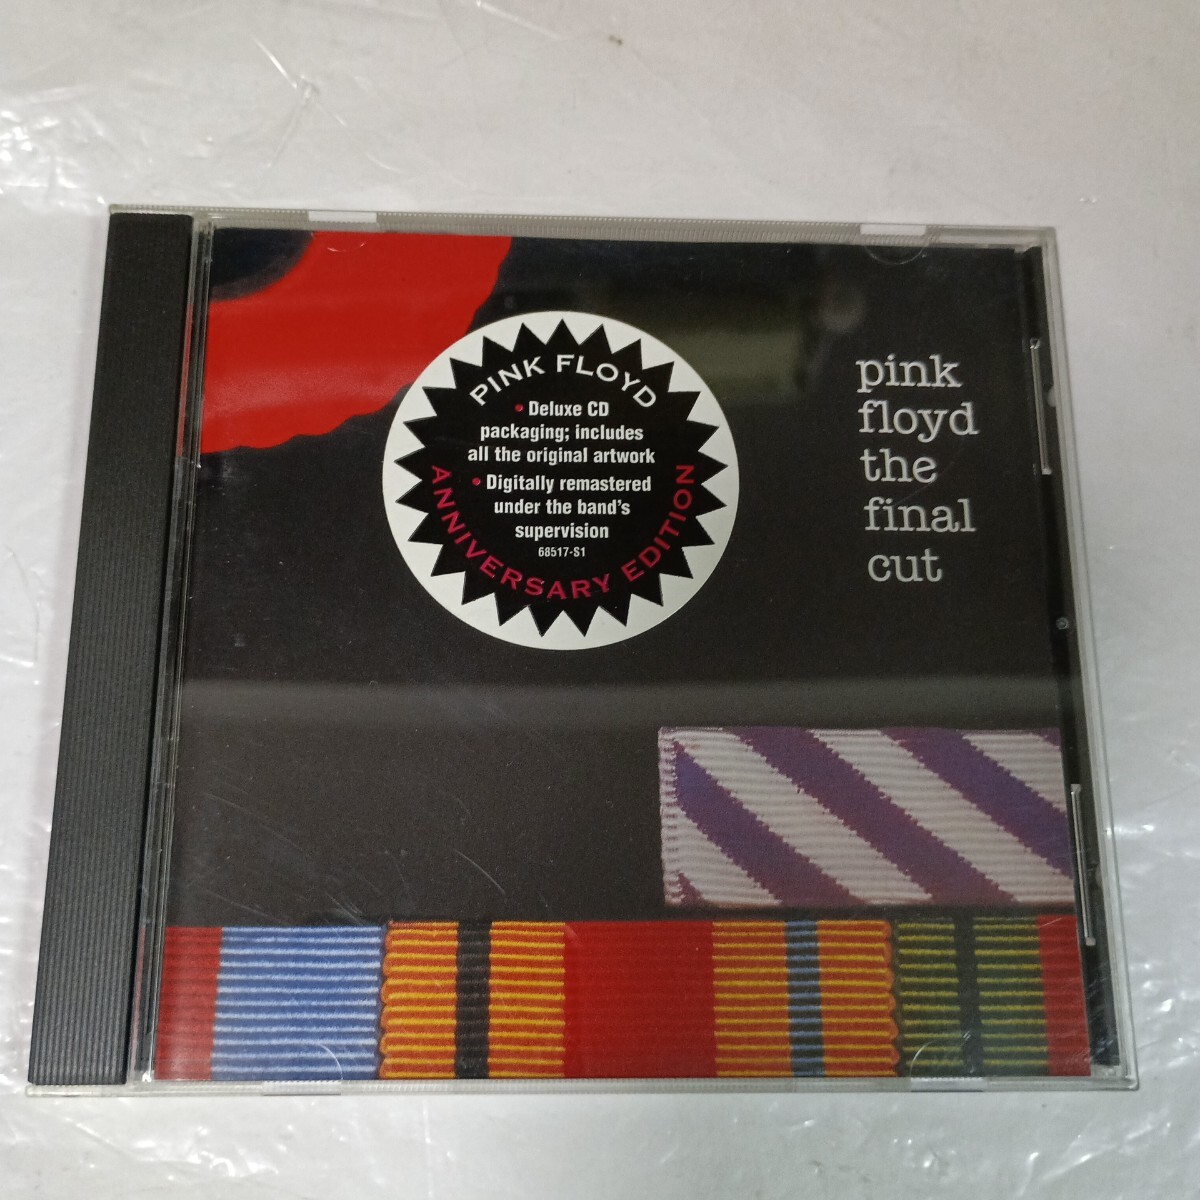 PINK FLOYD
• Deluxe CD
packaging; includes
all the original artwork
• Digitally remastered
under the band's
supervision
68517-S1
ANNIVERSARY EDITION
pink
floyd
the
final
cut